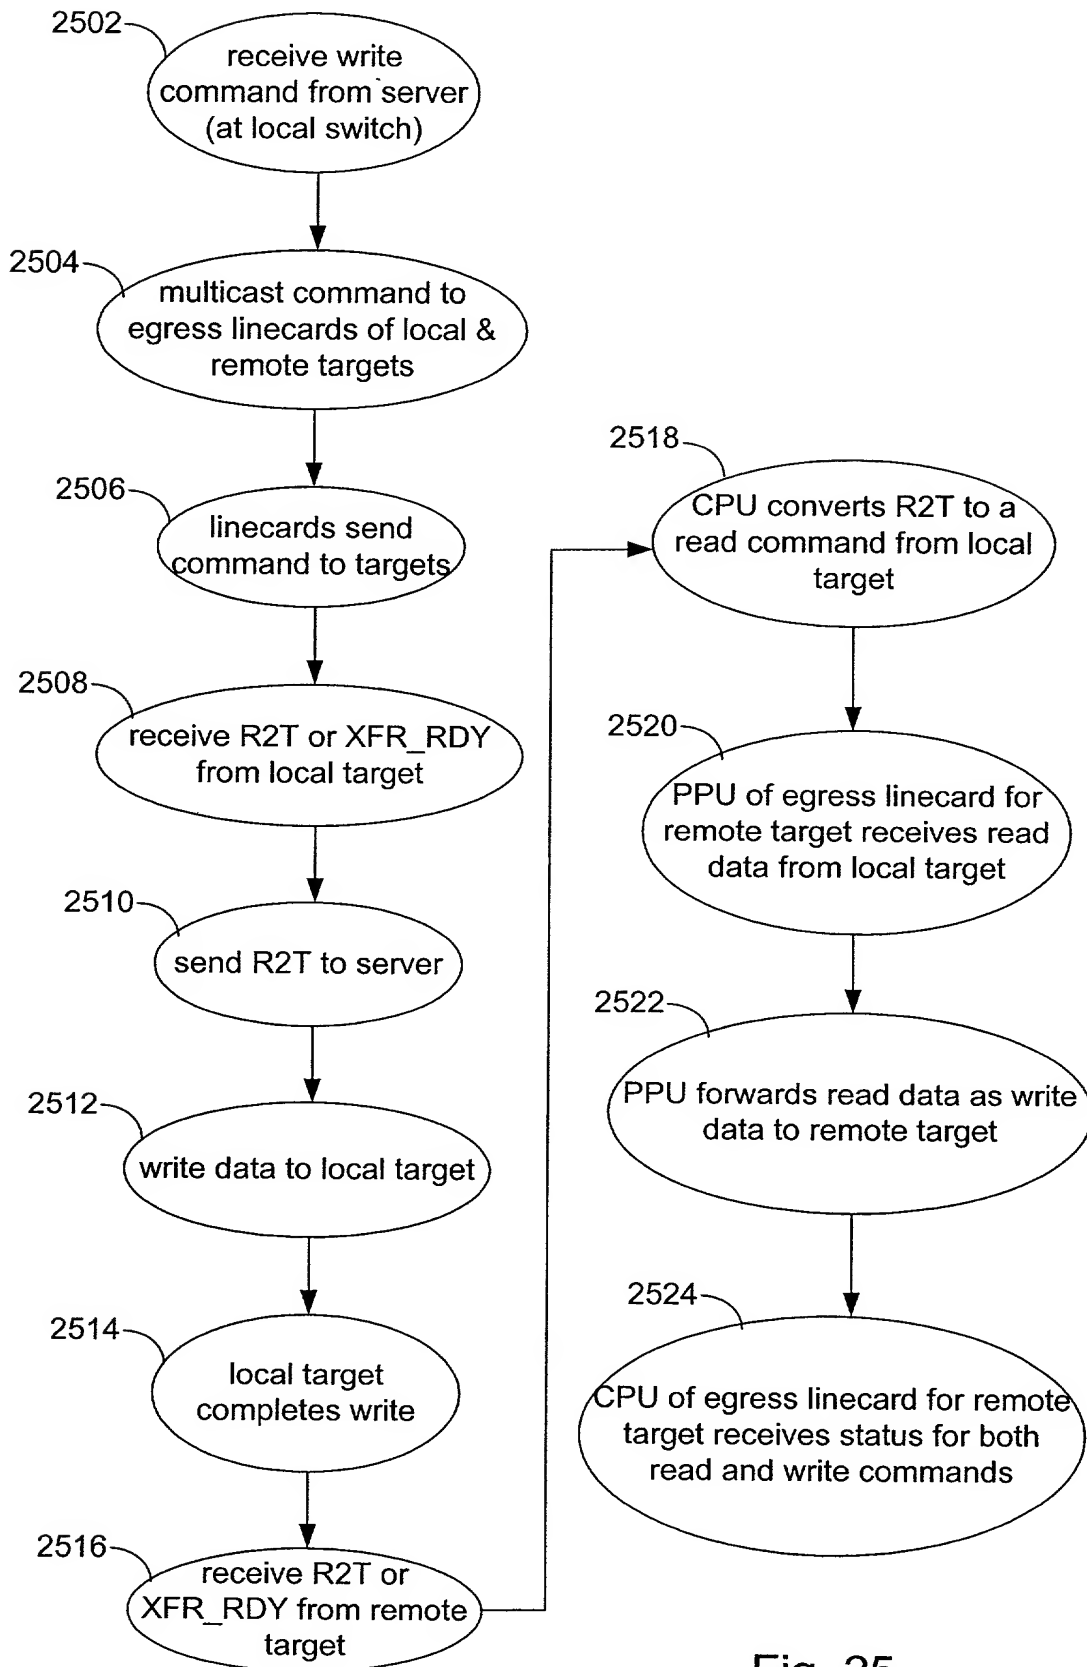 2502
receive write
command from server
(at local switch)
2504
multicast command to
egress linecards of local &
remote targets
2506
linecards send
command to targets
2508
receive R2T or XFR_RDY
from local target
2510
send R2T to server
2512
write data to local target
2514
local target
completes write
2516
receive R2T or
XFR_RDY from remote
target
2518
CPU converts R2T to a
read command from local
target
2520
PPU of egress linecard for
remote target receives read
data from local target
2522
PPU forwards read data as write
data to remote target
2524
CPU of egress linecard for remote
target receives status for both
read and write commands
Fig. 25